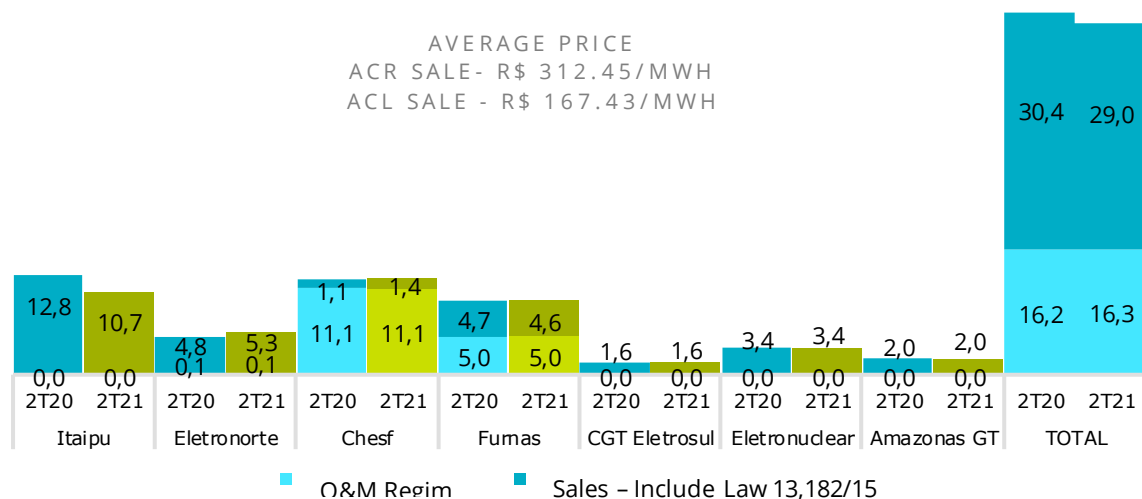 AVERAGE PRICE
ACR SALE- R$ 312.45/MWH
ACL SALE - R$ 167.43/MWH
30,4 29,0
16,2 16,3
12,8 10,7 4,8 5,3 1,1 1,4 4,7 4,6 1,6 1,6 3,4 3,4 2,0 2,0
0,0 0,0 0,1 0,1 11,1 11,1 5,0 5,0 0,0 0,0 0,0 0,0 0,0 0,0
2T20 2T21 2T20 2T21 2T20 2T21 2T20 2T21 2T20 2T21 2T20 2T21 2T20 2T21 2T20 2T21
Itaipu Eletronorte Chesf Furnas CGT Eletrosul Eletronuclear Amazonas GT TOTAL
O&M Regim Sales – Include Law 13,182/15